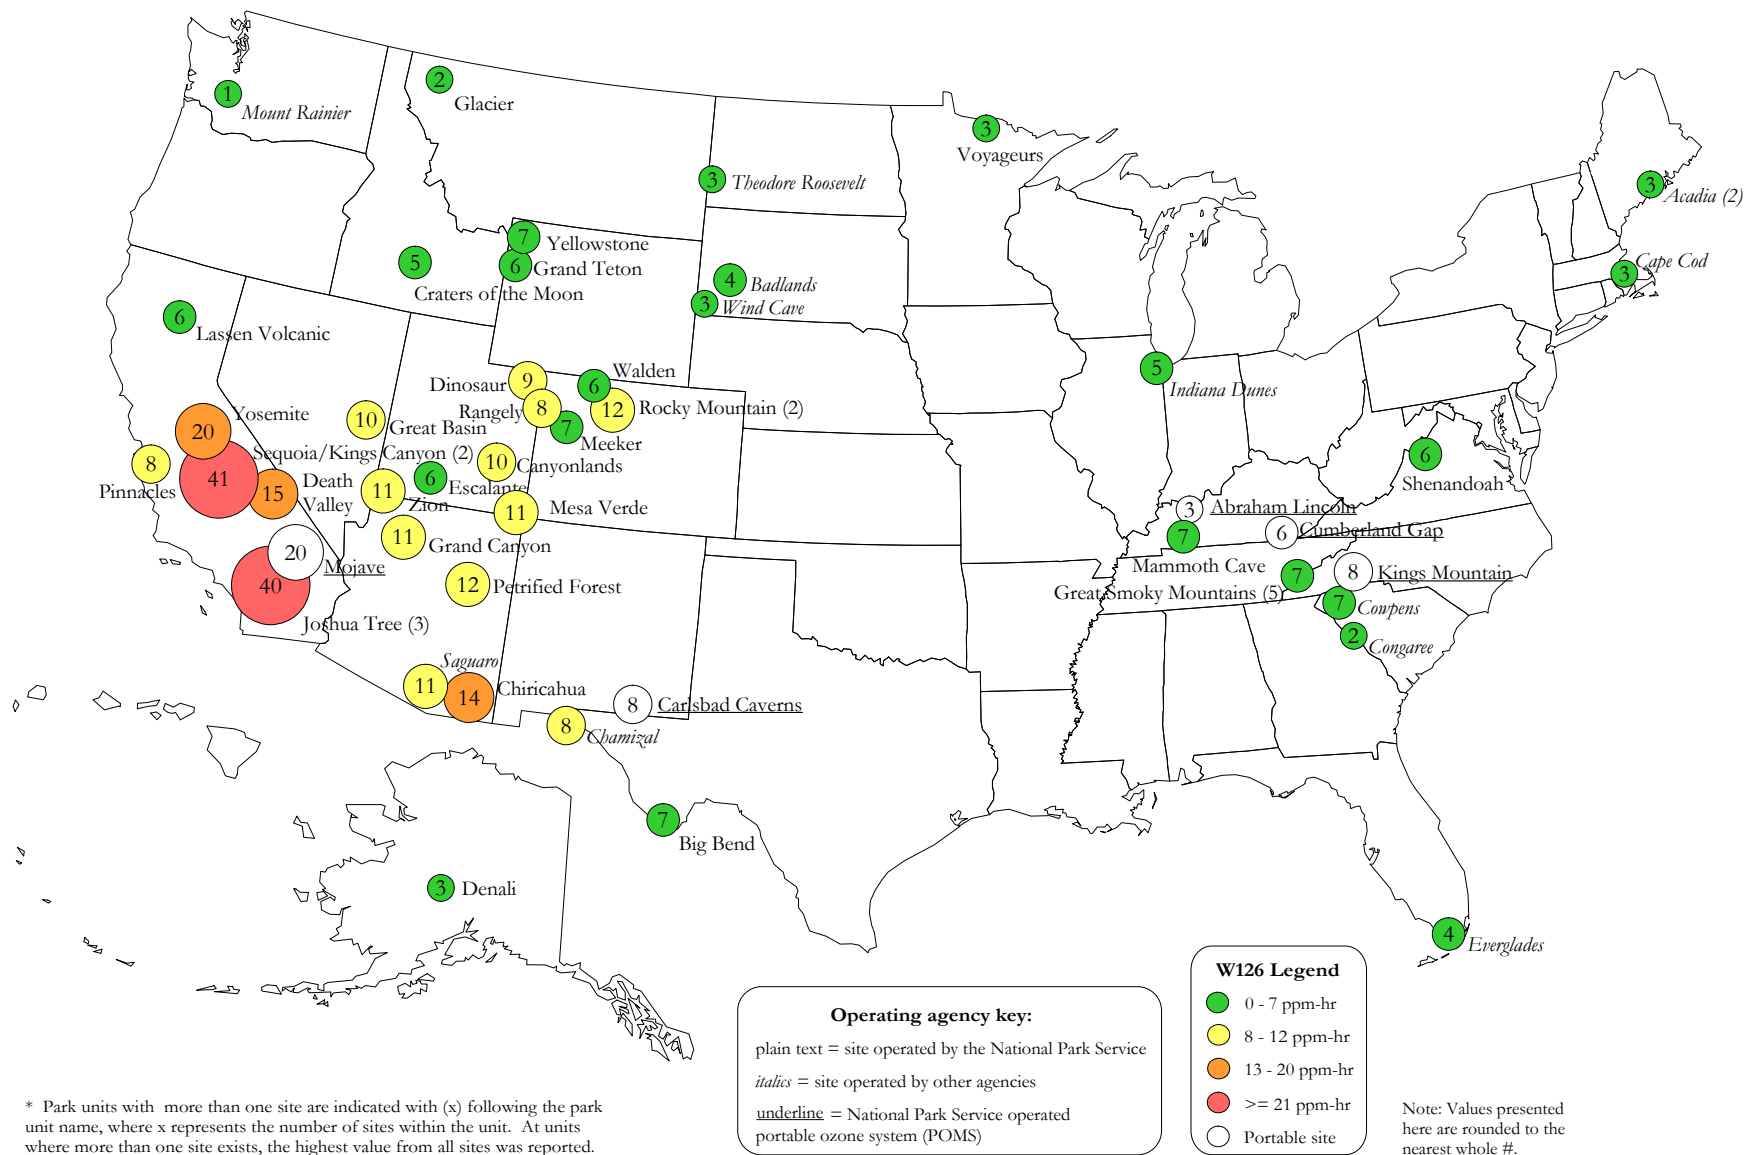 1
Mount Rainier
2
Glacier
3
Voyageurs
3
Theodore Roosevelt
3
Acadia (2)
7
Yellowstone
6
Grand Teton
5
Craters of the Moon
4
Badlands
3
Wind Cave
3
Cape Cod
6
Lassen Volcanic
5
Indiana Dunes
9
Dinosaur
6
Walden
8
Rangely
12
Rocky Mountain (2)
7
Meeker
20
Yosemite
10
Great Basin
8
Pinnacles
41
Sequoia/Kings Canyon (2)
15
Death
Valley
10
Canyonlands
6
Escalante
11
Zion
11
Mesa Verde
11
Grand Canyon
6
Shenandoah
3
Abraham Lincoln
6
Cumberland Gap
7
Mammoth Cave
7
Great Smoky Mountains (5)
8
Kings Mountain
7
Cowpens
2
Congaree
20
Mojave
40
Joshua Tree (3)
12
Petrified Forest
11
Saguaro
14
Chiricahua
8
Chamizal
8
Carlsbad Caverns
7
Big Bend
3
Denali
4
Everglades
Operating agency key:
plain text = site operated by the National Park Service
italics = site operated by other agencies
underline = National Park Service operated
portable ozone system (POMS)
W126 Legend
0 - 7 ppm-hr
8 - 12 ppm-hr
13 - 20 ppm-hr
>= 21 ppm-hr
Portable site
* Park units with more than one site are indicated with (x) following the park
unit name, where x represents the number of sites within the unit. At units
where more than one site exists, the highest value from all sites was reported.
Note: Values presented
here are rounded to the
nearest whole #.